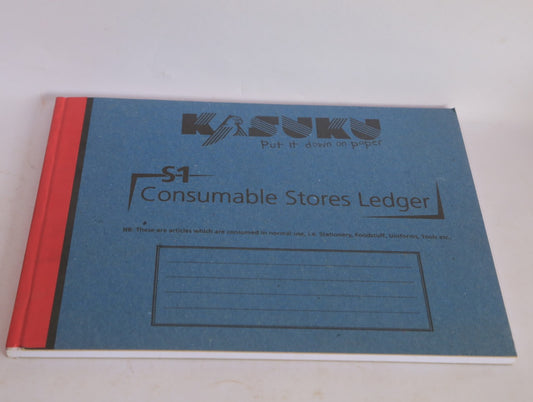 KASUKU
Put it down on paper
S-1
Consumable Stores Ledger
NB: These are articles which are consumed in normal use, i.e. Stationery, Foodstuff, Uniforms, Tools etc.,